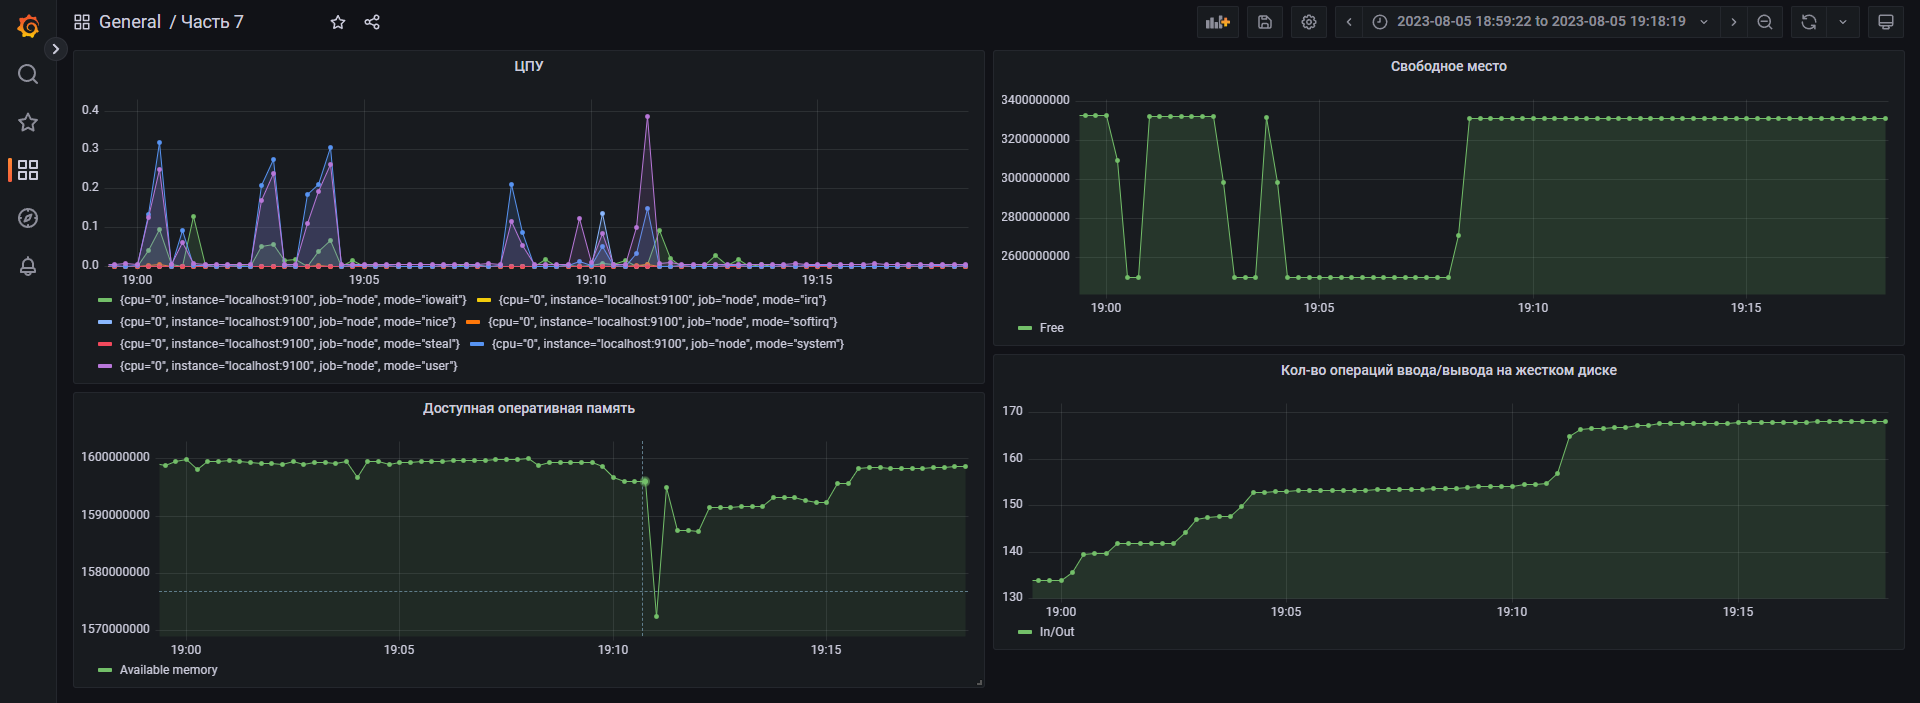 General / Часть 7
2023-08-05 18:59:22 to 2023-08-05 19:18:19
ЦПУ
0.4
0.3
0.2
0.1
0.0
19:00 19:05 19:10 19:15
{cpu="0", instance="localhost:9100", job="node", mode="iowait"} {cpu="0", instance="localhost:9100", job="node", mode="irq"}
{cpu="0", instance="localhost:9100", job="node", mode="nice"} {cpu="0", instance="localhost:9100", job="node", mode="softirq"}
{cpu="0", instance="localhost:9100", job="node", mode="steal"} {cpu="0", instance="localhost:9100", job="node", mode="system"}
{cpu="0", instance="localhost:9100", job="node", mode="user"}
Свободное место
3400000000
3200000000
3000000000
2800000000
2600000000
19:00 19:05 19:10 19:15
Free
Доступная оперативная память
1600000000
1590000000
1580000000
1570000000
19:00 19:05 19:10 19:15
Available memory
Кол-во операций ввода/вывода на жестком диске
170
160
150
140
130
19:00 19:05 19:10 19:15
In/Out